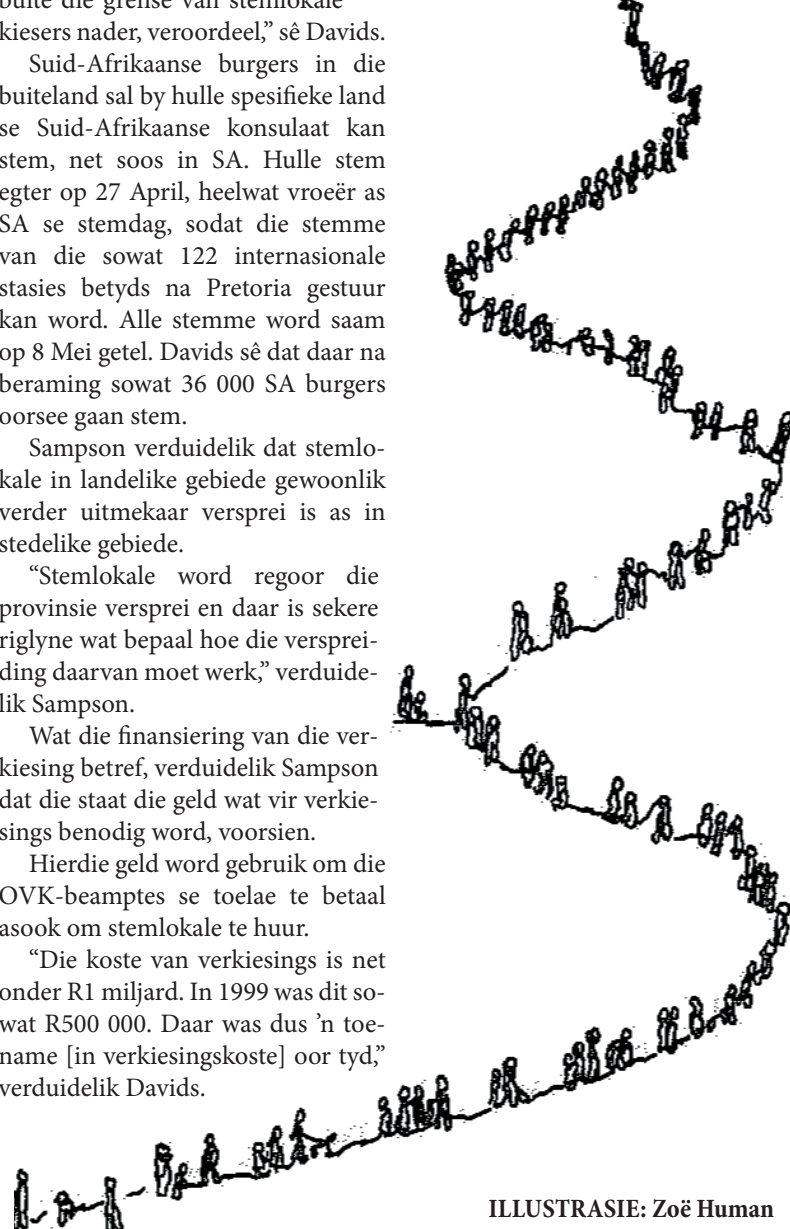 buite die grense van stemlokale
kiesers nader, veroordeel,” sê Davids.
Suid-Afrikaanse burgers in die
buiteland sal by hulle spesifieke land
se Suid-Afrikaanse konsulaat kan
stem, net soos in SA. Hulle stem
egter op 27 April, heelwat vroeër as
SA se stemdag, sodat die stemme
van die sowat 122 internasionale
stasies betyds na Pretoria gestuur
kan word. Alle stemme word saam
op 8 Mei getel. Davids sê dat daar na
beraming sowat 36 000 SA burgers
oorsee gaan stem.
Sampson verduidelik dat stemlo-
kale in landelike gebiede gewoonlik
verder uitmekaar versprei is as in
stedelike gebiede.
“Stemlokale word regoor die
provinsie versprei en daar is sekere
riglyne wat bepaal hoe die versprei-
ding daarvan moet werk,” verduide-
lik Sampson.
Wat die finansiering van die ver-
kiesing betref, verduidelik Sampson
dat die staat die geld wat vir verkie-
sings benodig word, voorsien.
Hierdie geld word gebruik om die
OVK-beamptes se toelae te betaal
asook om stemlokale te huur.
“Die koste van verkiesings is net
onder R1 miljard. In 1999 was dit so-
wat R500 000. Daar was dus ’n toe-
name [in verkiesingskoste] oor tyd,”
verduidelik Davids.
ILLUSTRASIE: Zoë Human